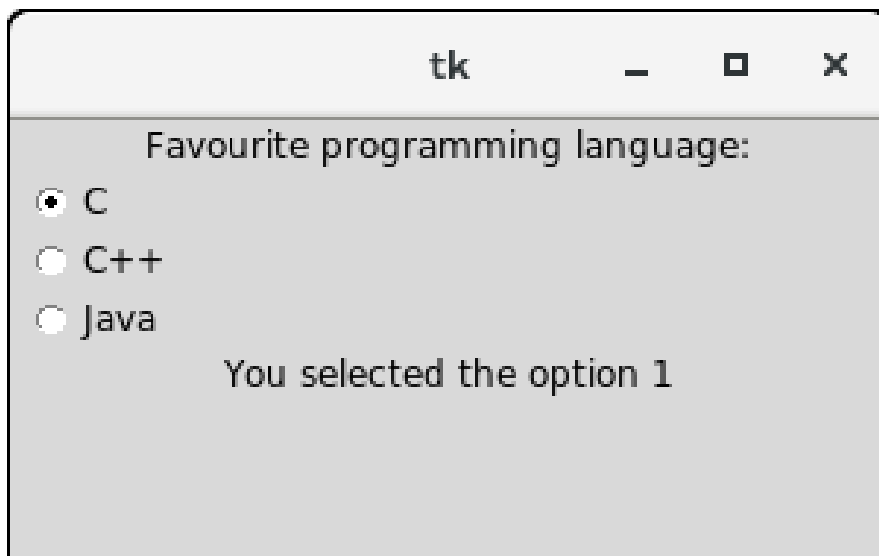 tk
Favourite programming language:
C
C++
Java
You selected the option 1